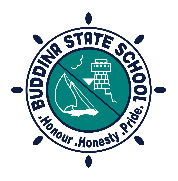 BUDDINA STATE SCHOOL
.Honour .Honesty .Pride.